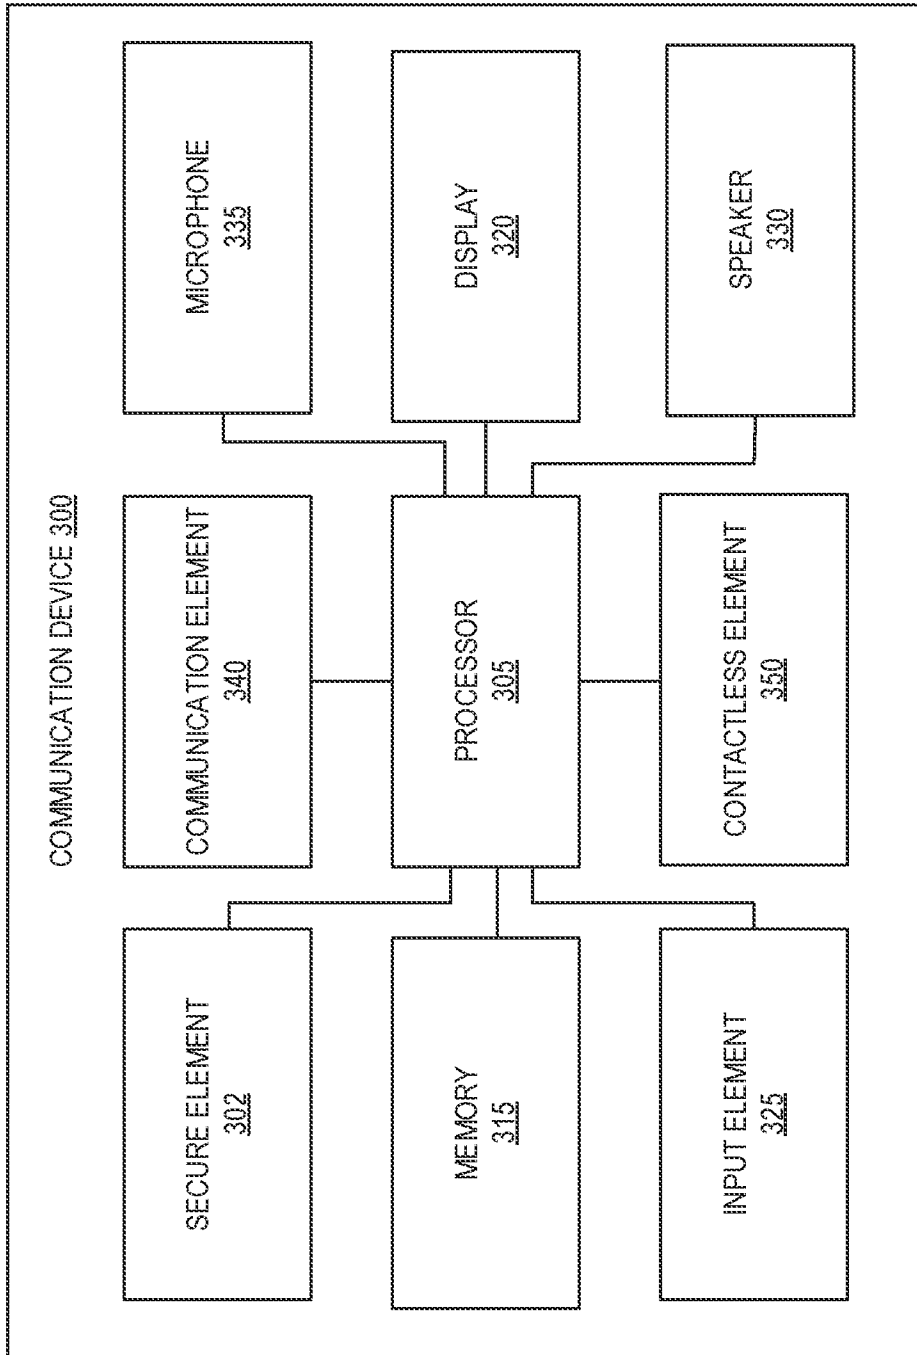 COMMUNICATION DEVICE 300
SECURE ELEMENT
302
COMMUNICATION ELEMENT
340
MICROPHONE
335
MEMORY
315
PROCESSOR
305
DISPLAY
320
INPUT ELEMENT
325
CONTACTLESS ELEMENT
350
SPEAKER
330